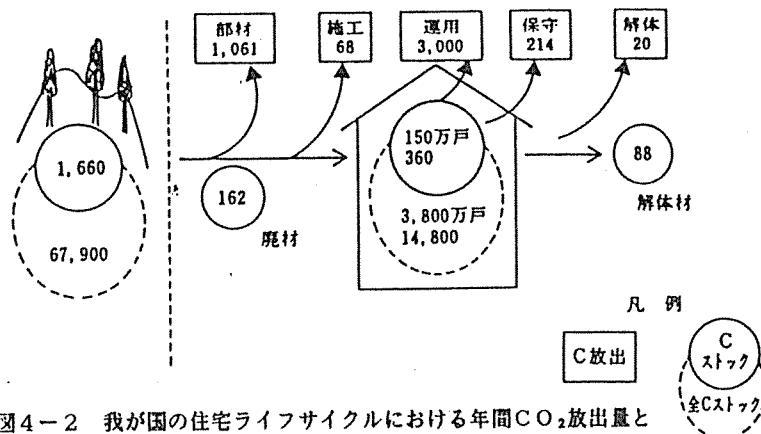 部材
1,061
施工
68
運用
3,000
保守
214
解体
20
1,660
67,900
162
廃材
150万戸
360
3,800万戸
14,800
88
解体材
凡例
C放出
C
ストック
全Cストック
図4-2 我が国の住宅ライフサイクルにおける年間CO₂放出量と